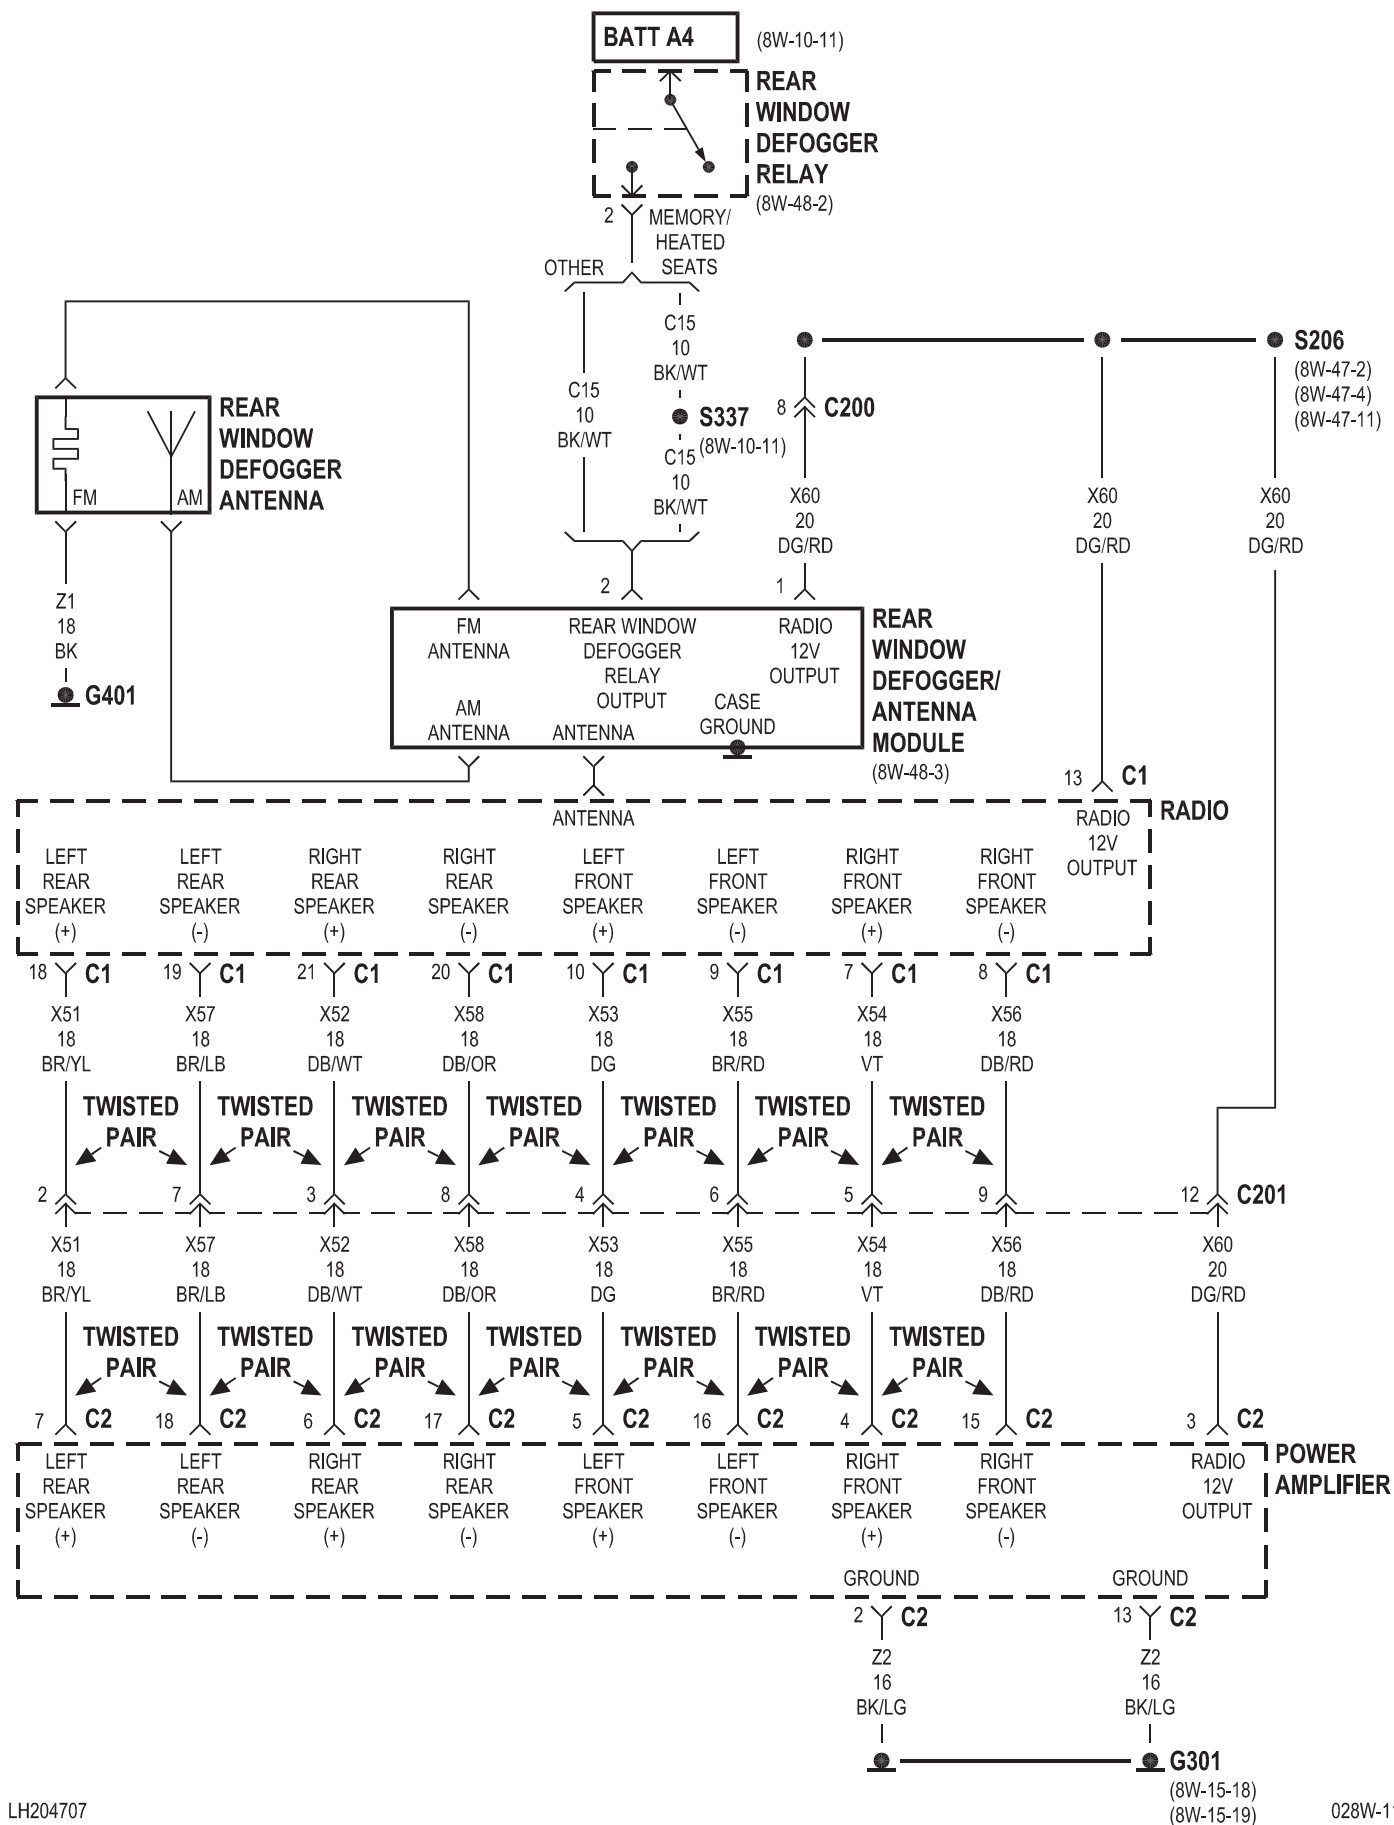 BATT A4
(8W-10-11)
REAR
WINDOW
DEFOGGER
RELAY
(8W-48-2)
2
MEMORY/
HEATED
SEATS
OTHER
C15
10
BK/WT
C15
10
BK/WT
S337
(8W-10-11)
C15
10
BK/WT
8
C200
S206
(8W-47-2)
(8W-47-4)
(8W-47-11)
REAR
WINDOW
DEFOGGER
ANTENNA
FM
AM
X60
20
DG/RD
X60
20
DG/RD
X60
20
DG/RD
Z1
18
BK
G401
2
1
FM
ANTENNA
REAR WINDOW
DEFOGGER
RELAY
OUTPUT
RADIO
12V
OUTPUT
AM
ANTENNA
ANTENNA
CASE
GROUND
REAR
WINDOW
DEFOGGER/
ANTENNA
MODULE
(8W-48-3)
13
C1
RADIO
ANTENNA
RADIO
12V
OUTPUT
LEFT
REAR
SPEAKER
(+)
LEFT
REAR
SPEAKER
(-)
RIGHT
REAR
SPEAKER
(+)
RIGHT
REAR
SPEAKER
(-)
LEFT
FRONT
SPEAKER
(+)
LEFT
FRONT
SPEAKER
(-)
RIGHT
FRONT
SPEAKER
(+)
RIGHT
FRONT
SPEAKER
(-)
18 C1
19 C1
21 C1
20 C1
10 C1
9 C1
7 C1
8 C1
X51
18
BR/YL
X57
18
BR/LB
X52
18
DB/WT
X58
18
DB/OR
X53
18
DG
X55
18
BR/RD
X54
18
VT
X56
18
DB/RD
TWISTED
PAIR
TWISTED
PAIR
TWISTED
PAIR
TWISTED
PAIR
TWISTED
PAIR
TWISTED
PAIR
TWISTED
PAIR
2
7
3
8
4
6
5
9
12
C201
X51
18
BR/YL
X57
18
BR/LB
X52
18
DB/WT
X58
18
DB/OR
X53
18
DG
X55
18
BR/RD
X54
18
VT
X56
18
DB/RD
X60
20
DG/RD
TWISTED
PAIR
TWISTED
PAIR
TWISTED
PAIR
TWISTED
PAIR
TWISTED
PAIR
TWISTED
PAIR
TWISTED
PAIR
7 C2
18 C2
6 C2
17 C2
5 C2
16 C2
4 C2
15 C2
3 C2
LEFT
REAR
SPEAKER
(+)
LEFT
REAR
SPEAKER
(-)
RIGHT
REAR
SPEAKER
(+)
RIGHT
REAR
SPEAKER
(-)
LEFT
FRONT
SPEAKER
(+)
LEFT
FRONT
SPEAKER
(-)
RIGHT
FRONT
SPEAKER
(+)
RIGHT
FRONT
SPEAKER
(-)
RADIO
12V
OUTPUT
POWER
AMPLIFIER
GROUND
GROUND
2 C2
13 C2
Z2
16
BK/LG
Z2
16
BK/LG
G301
(8W-15-18)
(8W-15-19)
LH204707
028W-11